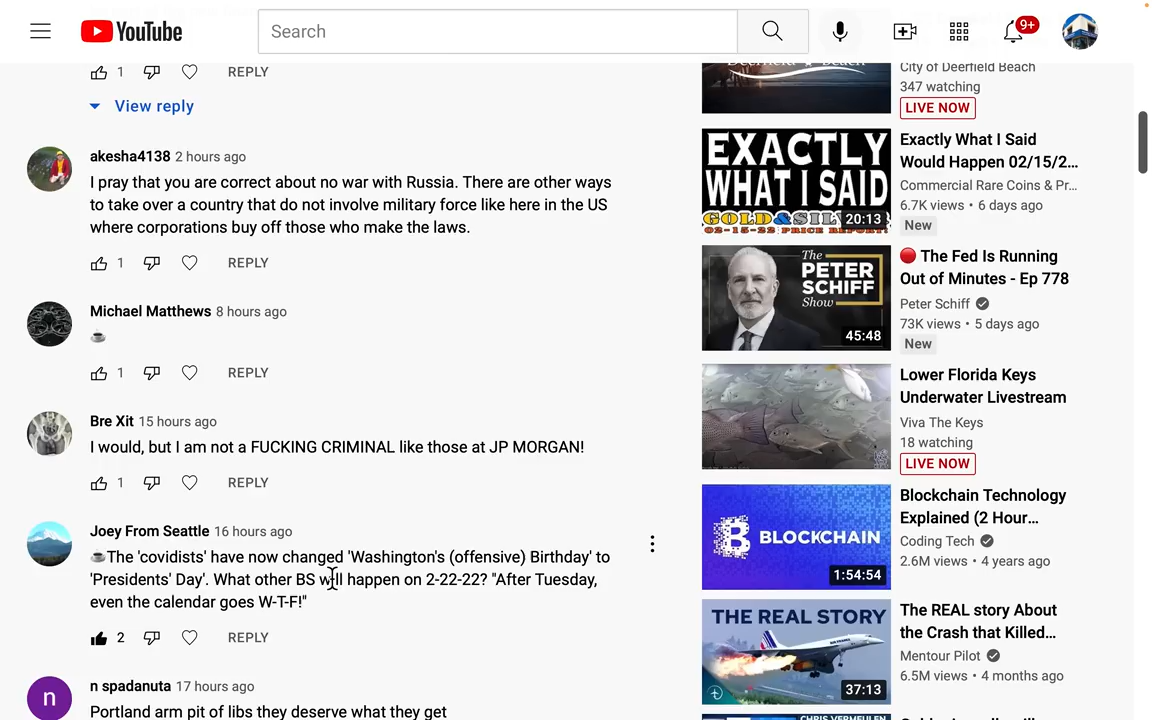 YouTube
Search
9+
1
REPLY
View reply
akesha4138 2 hours ago
I pray that you are correct about no war with Russia. There are other ways
to take over a country that do not involve military force like here in the US
where corporations buy off those who make the laws.
1
REPLY
Michael Matthews 8 hours ago
☕
1
REPLY
Bre Xit 15 hours ago
I would, but I am not a FUCKING CRIMINAL like those at JP MORGAN!
1
REPLY
Joey From Seattle 16 hours ago
☕The 'covidists' have now changed 'Washington's (offensive) Birthday' to
'Presidents' Day'. What other BS will happen on 2-22-22? "After Tuesday,
even the calendar goes W-T-F!"
2
REPLY
n
n spadanuta 17 hours ago
Portland arm pit of libs they deserve what they get
City of Deerfield Beach
347 watching
LIVE NOW
EXACTLY
WHAT I SAID
GOLD&SILVER
02-15-22 PRICE REPORT!
20:13
Exactly What I Said
Would Happen 02/15/2...
Commercial Rare Coins & Pr...
6.7K views • 6 days ago
New
The
PETER
SCHIFF
Show
45:48
🔴 The Fed Is Running
Out of Minutes - Ep 778
Peter Schiff
73K views • 5 days ago
New
Lower Florida Keys
Underwater Livestream
Viva The Keys
18 watching
LIVE NOW
BLOCKCHAIN
1:54:54
Blockchain Technology
Explained (2 Hour...
Coding Tech
2.6M views • 4 years ago
THE REAL STORY
37:13
The REAL story About
the Crash that Killed...
Mentour Pilot
6.5M views • 4 months ago
CHRIS VERMEULEN